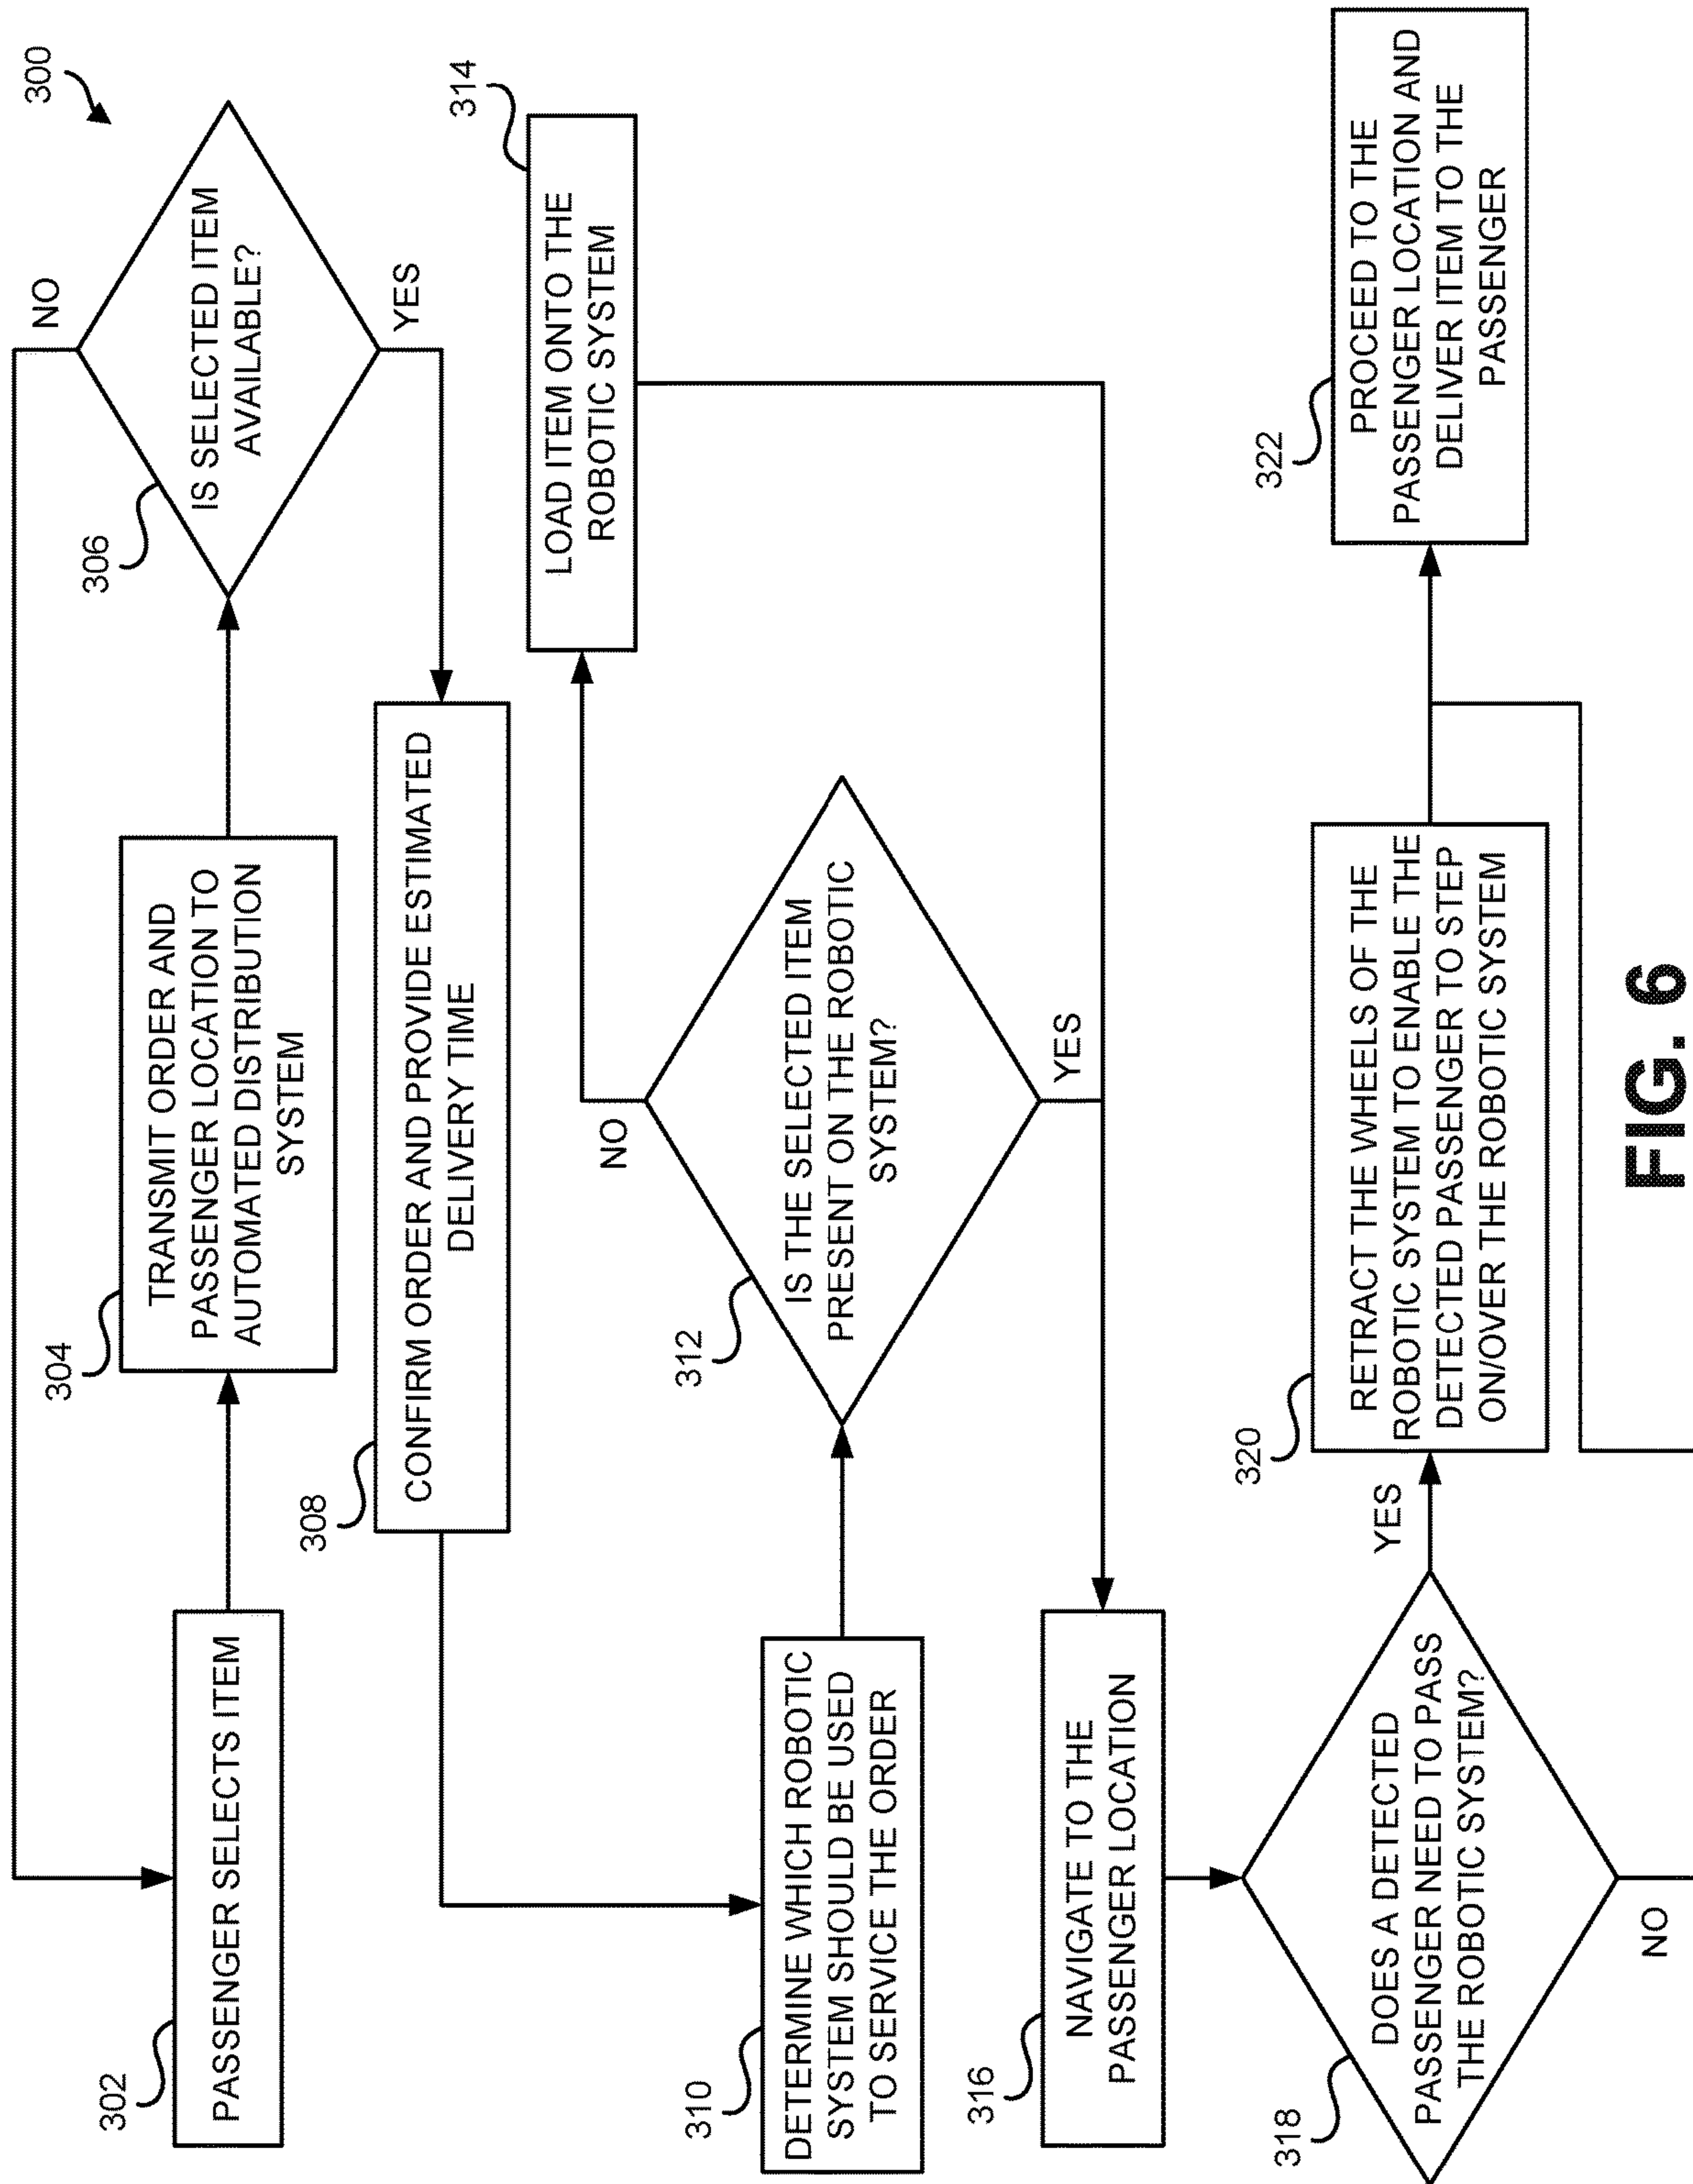 300
302
PASSENGER SELECTS ITEM
304
TRANSMIT ORDER AND
PASSENGER LOCATION TO
AUTOMATED DISTRIBUTION
SYSTEM
306
IS SELECTED ITEM
AVAILABLE?
NO
YES
308
CONFIRM ORDER AND PROVIDE ESTIMATED
DELIVERY TIME
310
DETERMINE WHICH ROBOTIC
SYSTEM SHOULD BE USED
TO SERVICE THE ORDER
312
IS THE SELECTED ITEM
PRESENT ON THE ROBOTIC
SYSTEM?
NO
YES
314
LOAD ITEM ONTO THE
ROBOTIC SYSTEM
316
NAVIGATE TO THE
PASSENGER LOCATION
318
DOES A DETECTED
PASSENGER NEED TO PASS
THE ROBOTIC SYSTEM?
YES
NO
320
RETRACT THE WHEELS OF THE
ROBOTIC SYSTEM TO ENABLE THE
DETECTED PASSENGER TO STEP
ON/OVER THE ROBOTIC SYSTEM
322
PROCEED TO THE
PASSENGER LOCATION AND
DELIVER ITEM TO THE
PASSENGER
FIG. 6